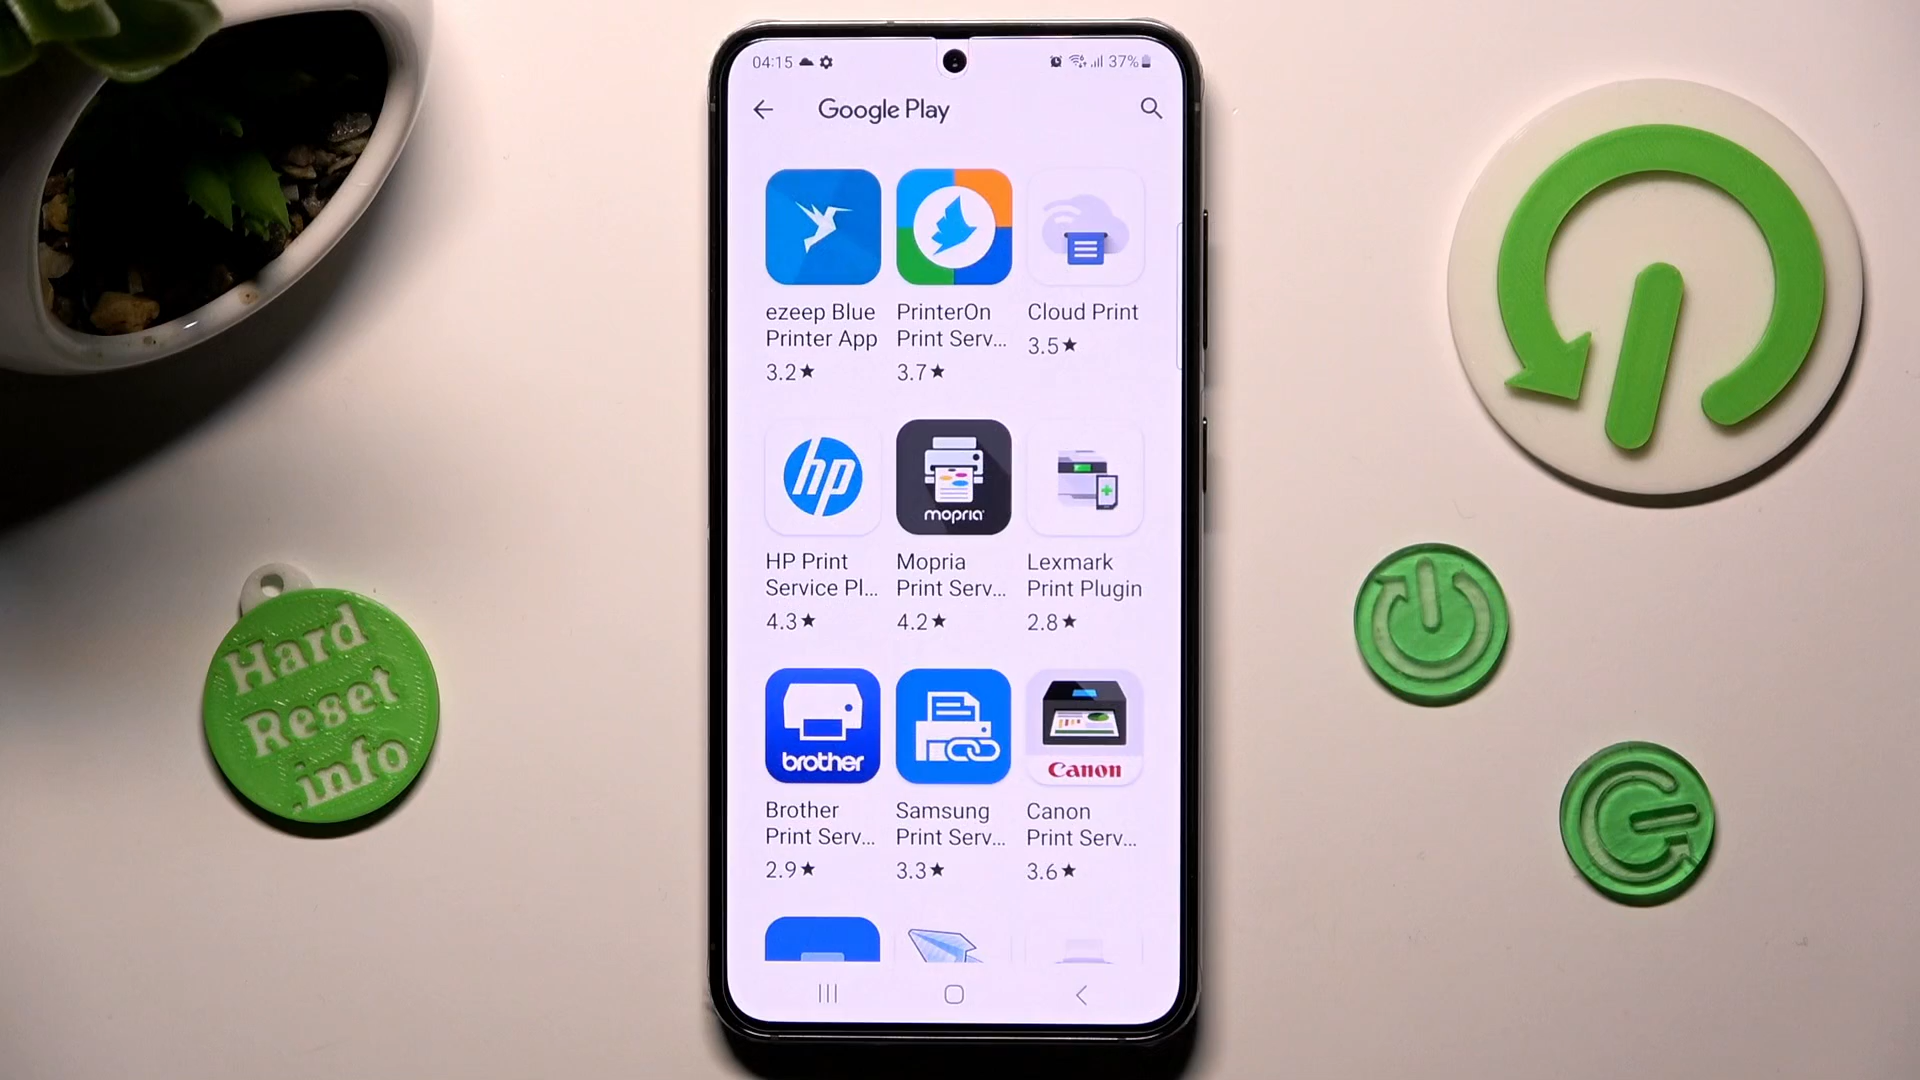 04:15
37%
Google Play
ezeep Blue
Printer App
3.2★
PrinterOn
Print Serv...
3.7★
Cloud Print
3.5★
hp
HP Print
Service Pl...
4.3★
mopria
Mopria
Print Serv...
4.2★
Lexmark
Print Plugin
2.8★
brother
Brother
Print Serv...
2.9★
Samsung
Print Serv...
3.3★
Canon
Canon
Print Serv...
3.6★
Hard
Reset
.info